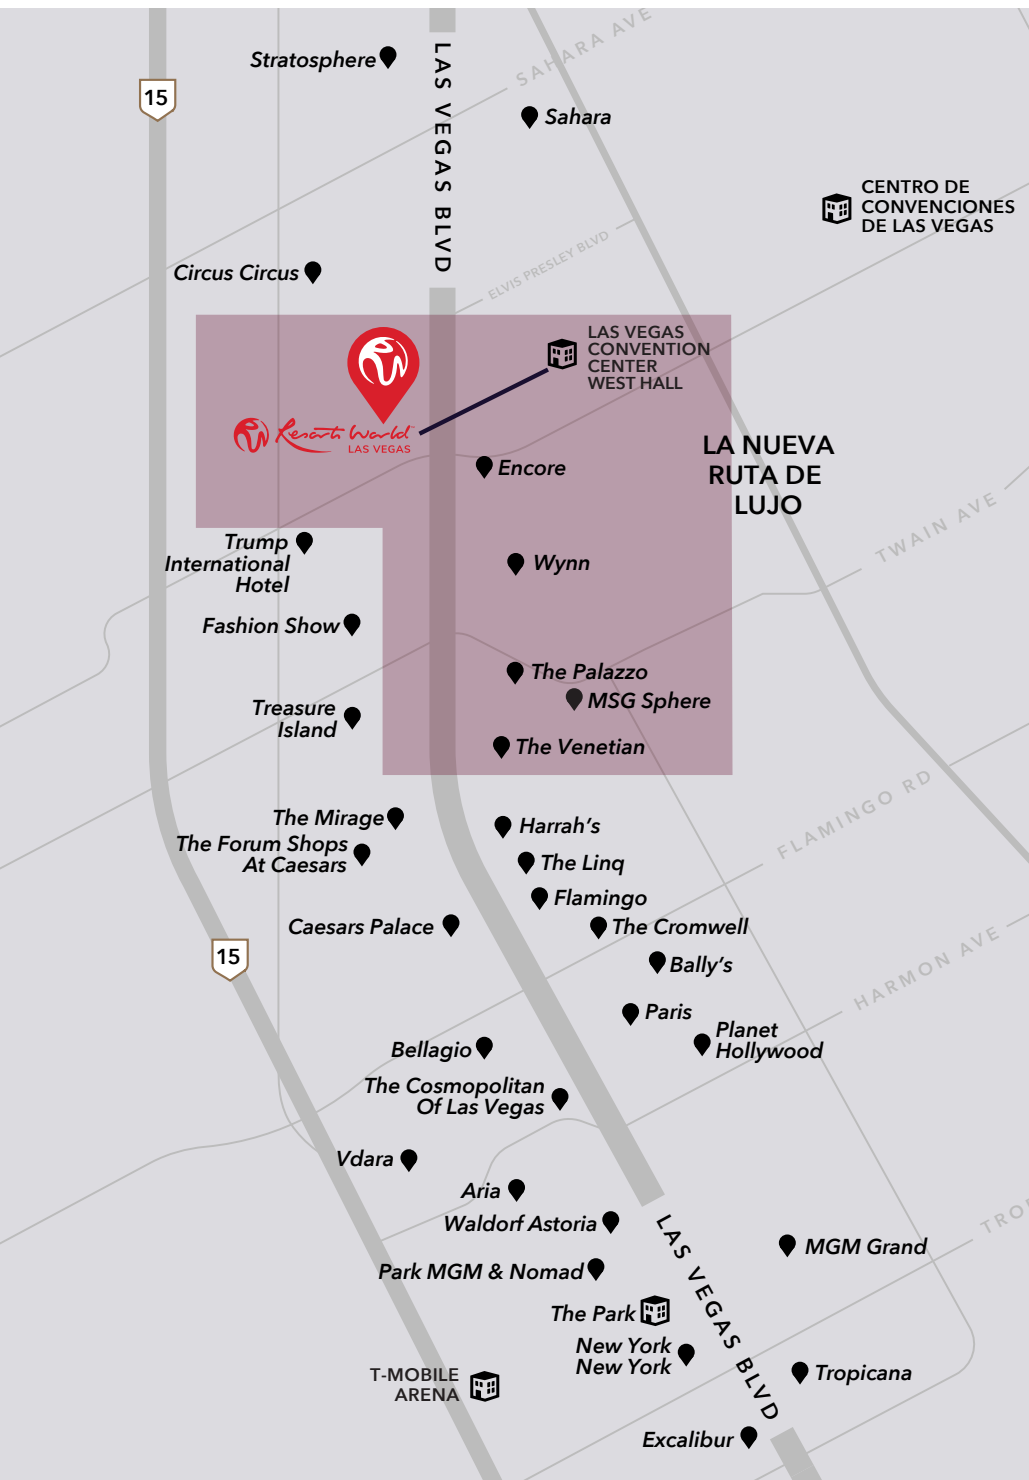 Stratosphere
LAS VEGAS BLVD
SAHARA AVE
15
Sahara
CENTRO DE
CONVENCIONES
DE LAS VEGAS
ELVIS PRESLEY BLVD
Circus Circus
LAS VEGAS
CONVENTION
CENTER
WEST HALL
Resorts World
LAS VEGAS
LA NUEVA
RUTA DE
LUJO
Encore
TWAIN AVE
Trump
International
Hotel
Wynn
Fashion Show
The Palazzo
MSG Sphere
Treasure
Island
The Venetian
FLAMINGO RD
The Mirage
Harrah's
The Forum Shops
At Caesars
The Linq
Flamingo
Caesars Palace
The Cromwell
HARMON AVE
15
Bally's
Paris
Planet
Hollywood
Bellagio
The Cosmopolitan
Of Las Vegas
Vdara
Aria
Waldorf Astoria
TROP
LAS VEGAS BLVD
MGM Grand
Park MGM & Nomad
The Park
New York
New York
T-MOBILE
ARENA
Tropicana
Excalibur